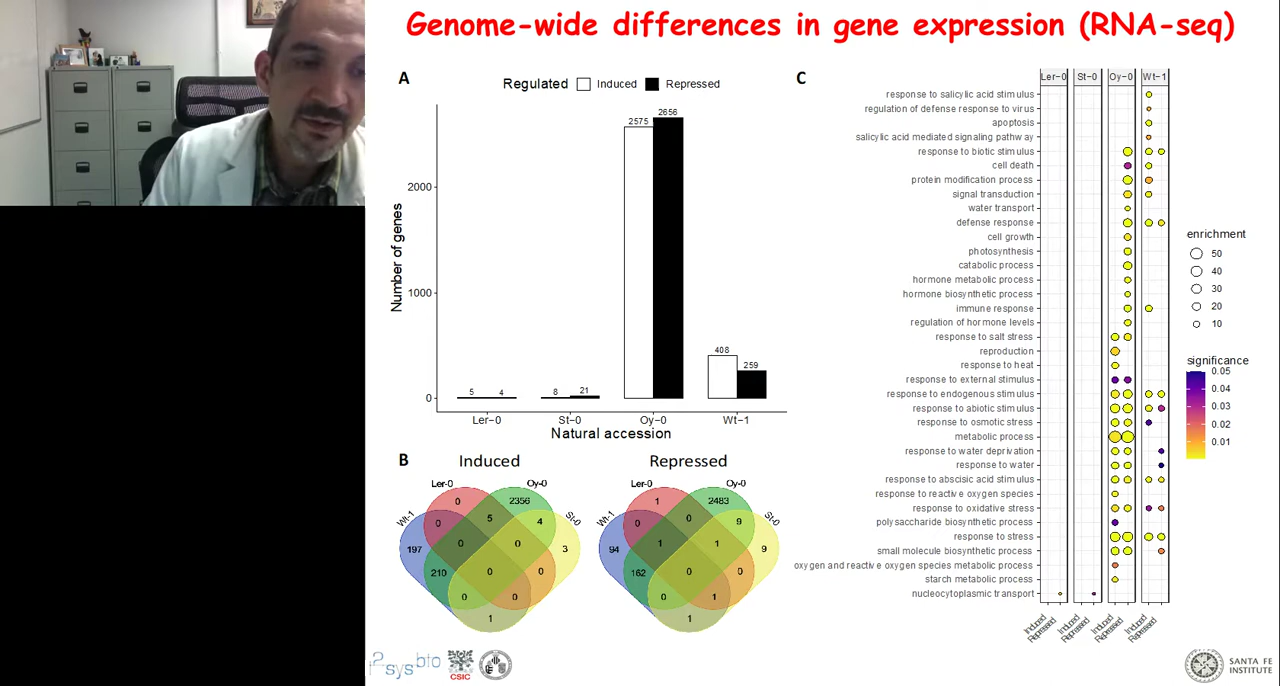 Genome-wide differences in gene expression (RNA-seq)
A
Regulated Induced Repressed
Number of genes
2000
1000
0
5
4
8
21
2575
2656
408
259
Ler-0
St-0
Oy-0
Wt-1
Natural accession
B
Induced
Wt-1
Ler-0
Oy-0
St-0
0
2356
0
5
4
197
0
0
3
210
0
0
0
0
1
Repressed
Wt-1
Ler-0
Oy-0
St-0
1
2483
0
0
9
94
1
1
9
162
0
0
0
1
1
C
Ler-0
St-0
Oy-0
Wt-1
response to salicylic acid stimulus
regulation of defense response to virus
apoptosis
salicylic acid mediated signaling pathway
response to biotic stimulus
cell death
protein modification process
signal transduction
water transport
defense response
cell growth
photosynthesis
catabolic process
hormone metabolic process
hormone biosynthetic process
immune response
regulation of hormone levels
response to salt stress
reproduction
response to heat
response to external stimulus
response to endogenous stimulus
response to abiotic stimulus
response to osmotic stress
metabolic process
response to water deprivation
response to water
response to abscisic acid stimulus
response to reactive oxygen species
response to oxidative stress
polysaccharide biosynthetic process
response to stress
small molecule biosynthetic process
oxygen and reactive oxygen species metabolic process
starch metabolic process
nucleocytoplasmic transport
Induced
Repressed
Induced
Repressed
Induced
Repressed
Induced
Repressed
enrichment
50
40
30
20
10
significance
0.05
0.04
0.03
0.02
0.01
2sysbio
CSIC
SANTA FE
INSTITUTE